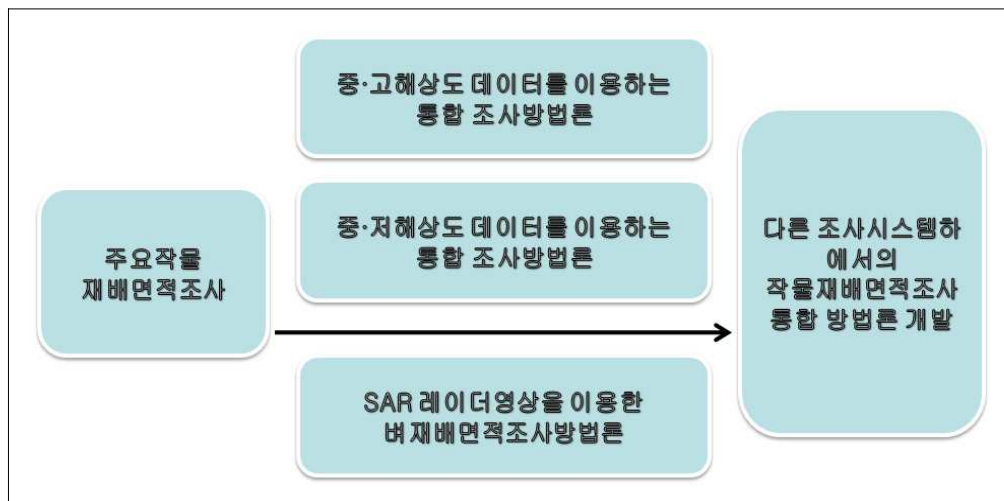 주요작물
재배면적조사
중·고해상도 데이터를 이용하는
통합 조사방법론
중·저해상도 데이터를 이용하는
통합 조사방법론
SAR 레이더영상을 이용한
벼재배면적조사방법론
다른 조사시스템하
에서의
작물재배면적조사
통합 방법론 개발